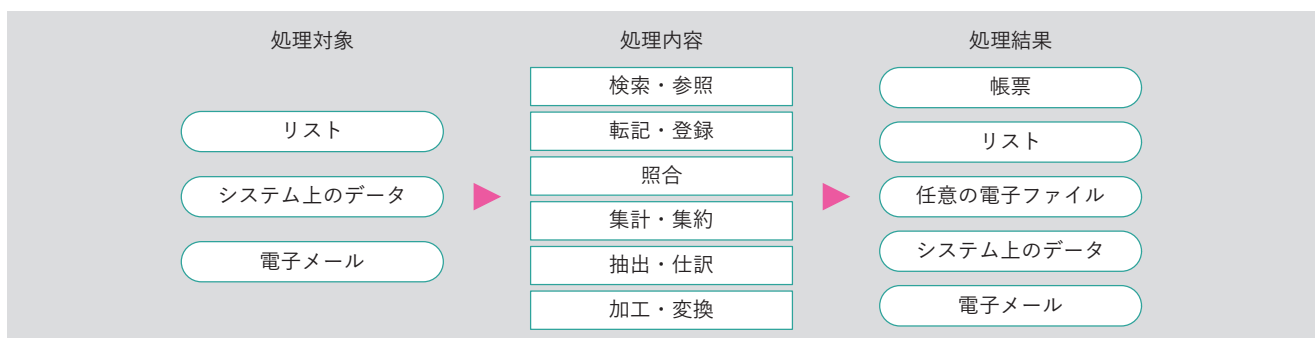 処理対象
リスト
システム上のデータ
電子メール
処理内容
検索・参照
転記・登録
照合
集計・集約
抽出・仕訳
加工・変換
処理結果
帳票
リスト
任意の電子ファイル
システム上のデータ
電子メール